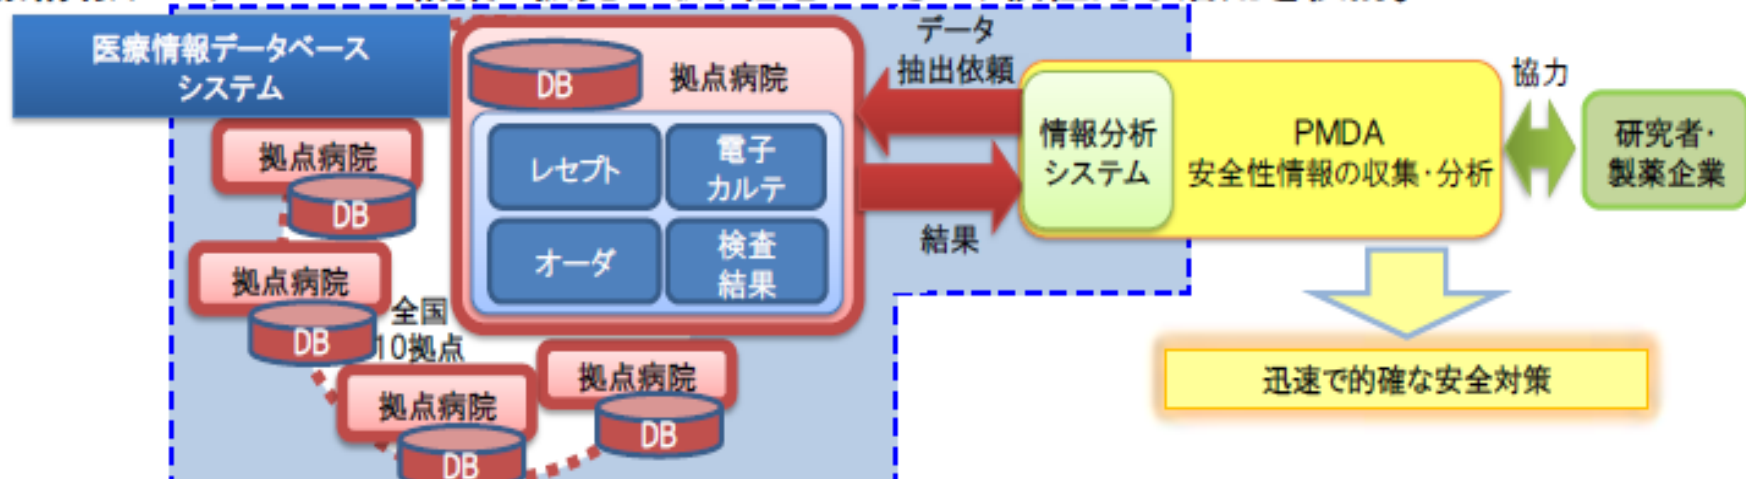 医療情報データベース
システム
DB
拠点病院
レセプト
電子
カルテ
オーダ
検査
結果
データ
抽出依頼
結果
情報分析
システム
PMDA
安全性情報の収集・分析
協力
研究者・
製薬企業
迅速で的確な安全対策
拠点病院
DB
拠点病院
DB
全国
10拠点
拠点病院
DB
拠点病院
DB